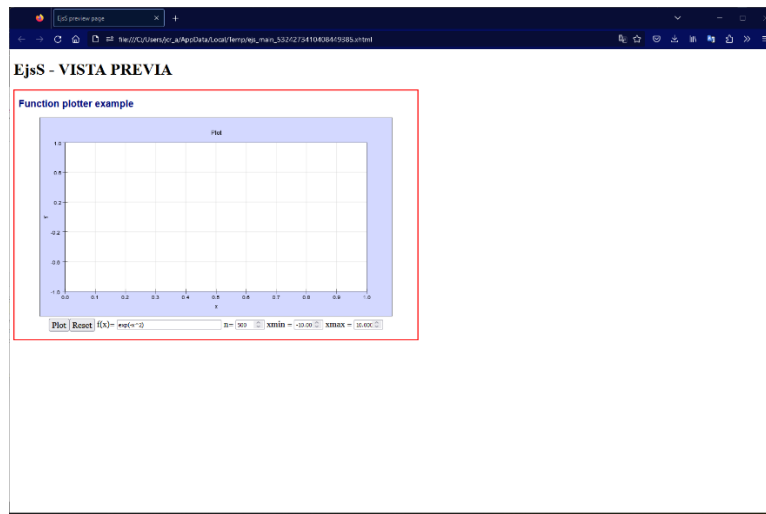 EjsS preview page
file:///C:/Users/jcr_a/AppData/Local/Temp/ejs_main_5324273410408449385.xhtml
EjsS - VISTA PREVIA
Function plotter example
Plot
1.0
0.6
0.2
-0.2
-0.6
-1.0
Y
0.0 0.1 0.2 0.3 0.4 0.5 0.6 0.7 0.8 0.9 1.0
X
Plot Reset f(x)= exp(-x^2) n= 500 xmin = -10.00 xmax = 10.000